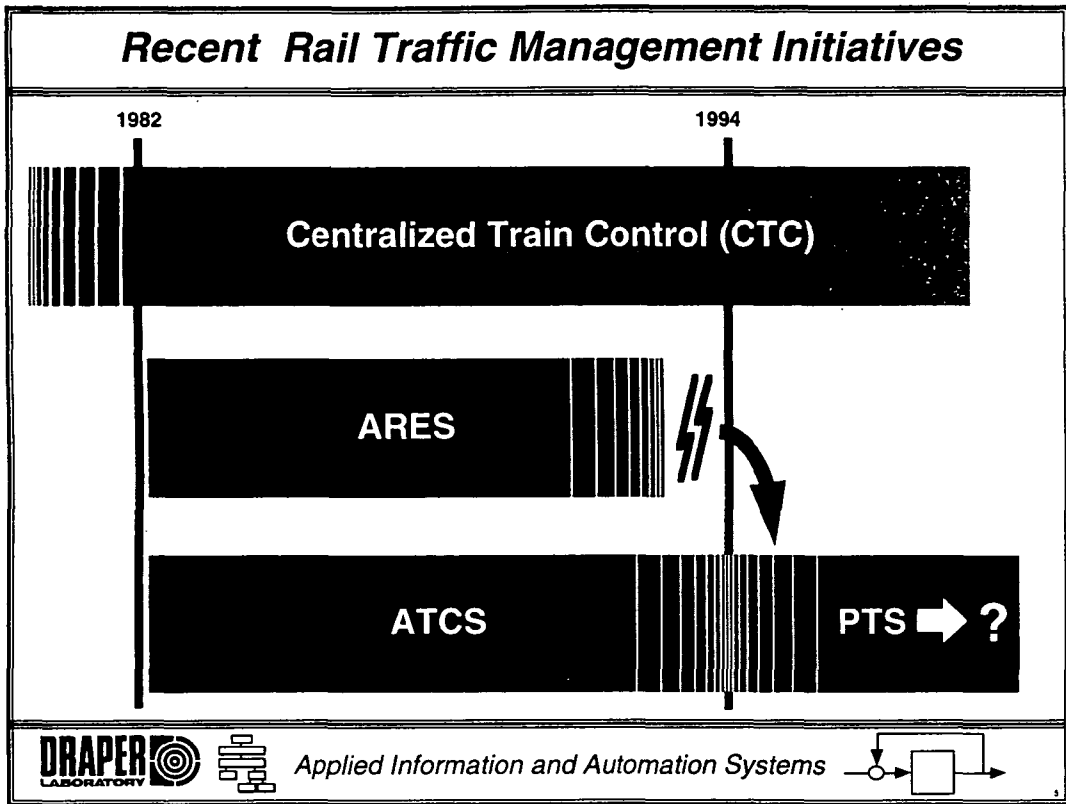 Recent Rail Traffic Management Initiatives
1982 1994
Centralized Train Control (CTC)
ARES
ATCS
PTS ?
DRAPER
LABORATORY
Applied Information and Automation Systems